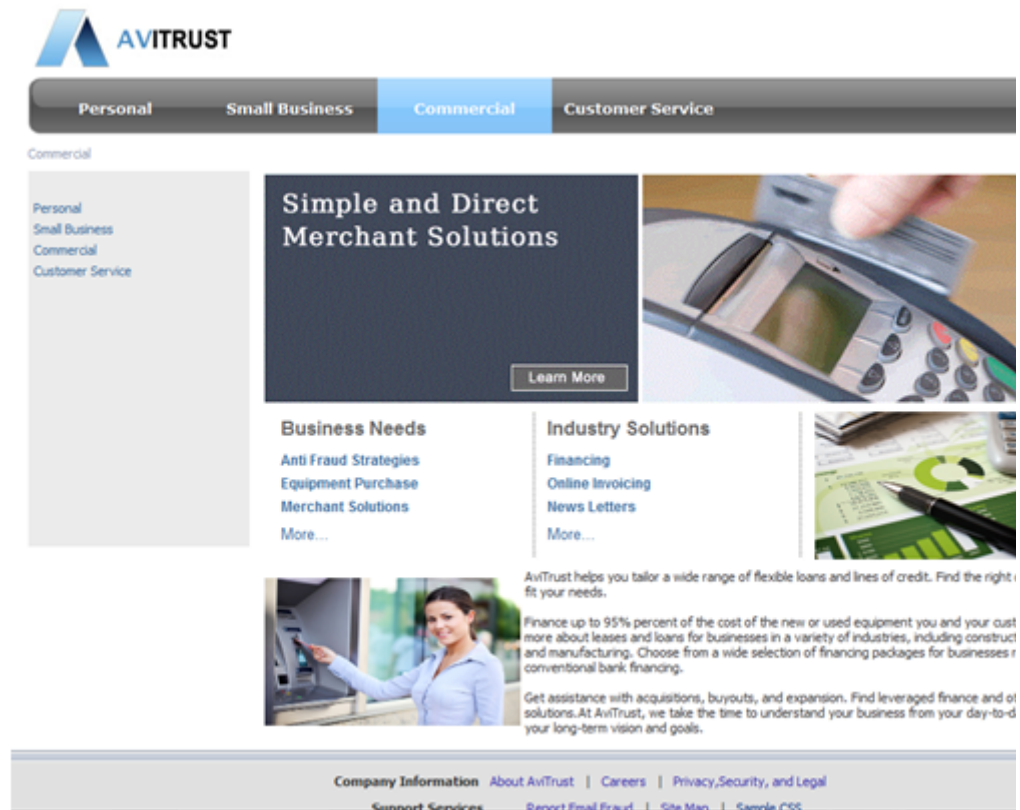 AVITRUST
Personal Small Business Commercial Customer Service
Commercial
Personal
Small Business
Commercial
Customer Service
Simple and Direct
Merchant Solutions
Learn More
Business Needs
Anti Fraud Strategies
Equipment Purchase
Merchant Solutions
More...
Industry Solutions
Financing
Online Invoicing
News Letters
More...
AviTrust helps you tailor a wide range of flexible loans and lines of credit. Find the right
fit your needs.
Finance up to 95% percent of the cost of the new or used equipment you and your cust
more about leases and loans for businesses in a variety of industries, including construct
and manufacturing. Choose from a wide selection of financing packages for businesses
conventional bank financing.
Get assistance with acquisitions, buyouts, and expansion. Find leveraged finance and
solutions.At AviTrust, we take the time to understand your business from your day-to-d
your long-term vision and goals.
Company Information About AviTrust | Careers | Privacy,Security, and Legal
Support Services Report Email Fraud | Site Map | Sample CSS